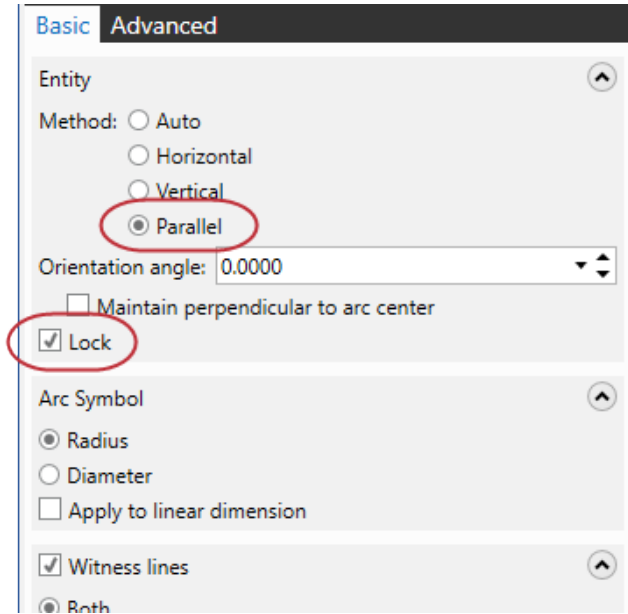 Basic Advanced
Entity
Method: Auto
Horizontal
Vertical
Parallel
Orientation angle: 0.0000
Maintain perpendicular to arc center
Lock
Arc Symbol
Radius
Diameter
Apply to linear dimension
Witness lines
Both